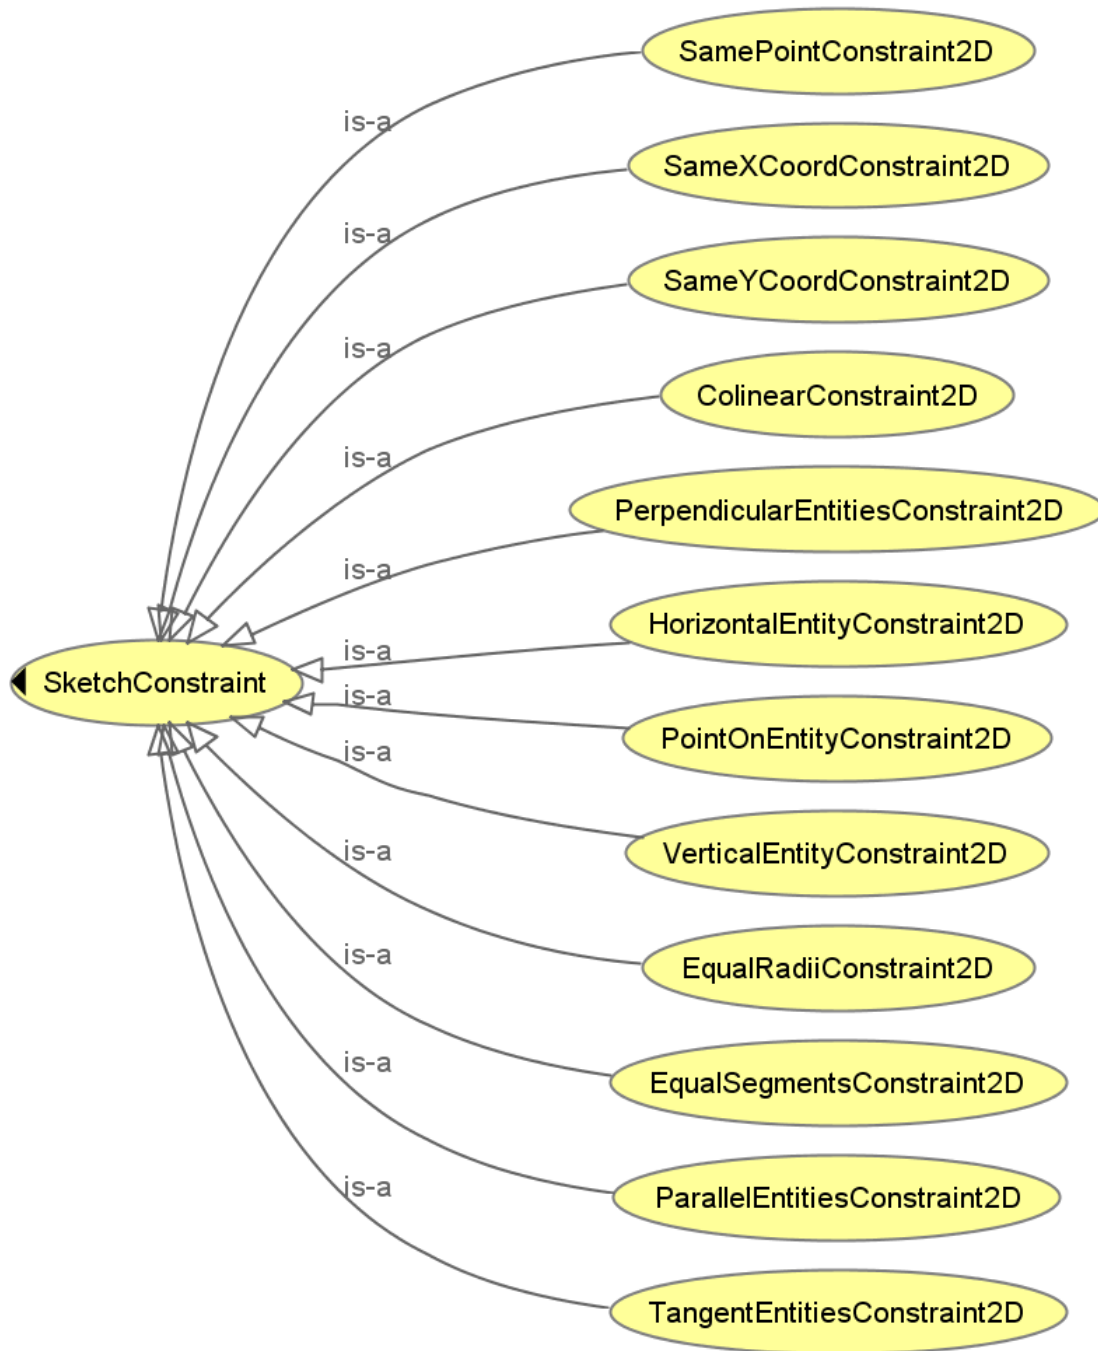 SamePointConstraint2D
is-a
SameXCoordConstraint2D
is-a
SameYCoordConstraint2D
is-a
ColinearConstraint2D
is-a
PerpendicularEntitiesConstraint2D
is-a
HorizontalEntityConstraint2D
is-a
SketchConstraint
is-a
PointOnEntityConstraint2D
is-a
VerticalEntityConstraint2D
is-a
EqualRadiiConstraint2D
is-a
EqualSegmentsConstraint2D
is-a
ParallelEntitiesConstraint2D
is-a
TangentEntitiesConstraint2D